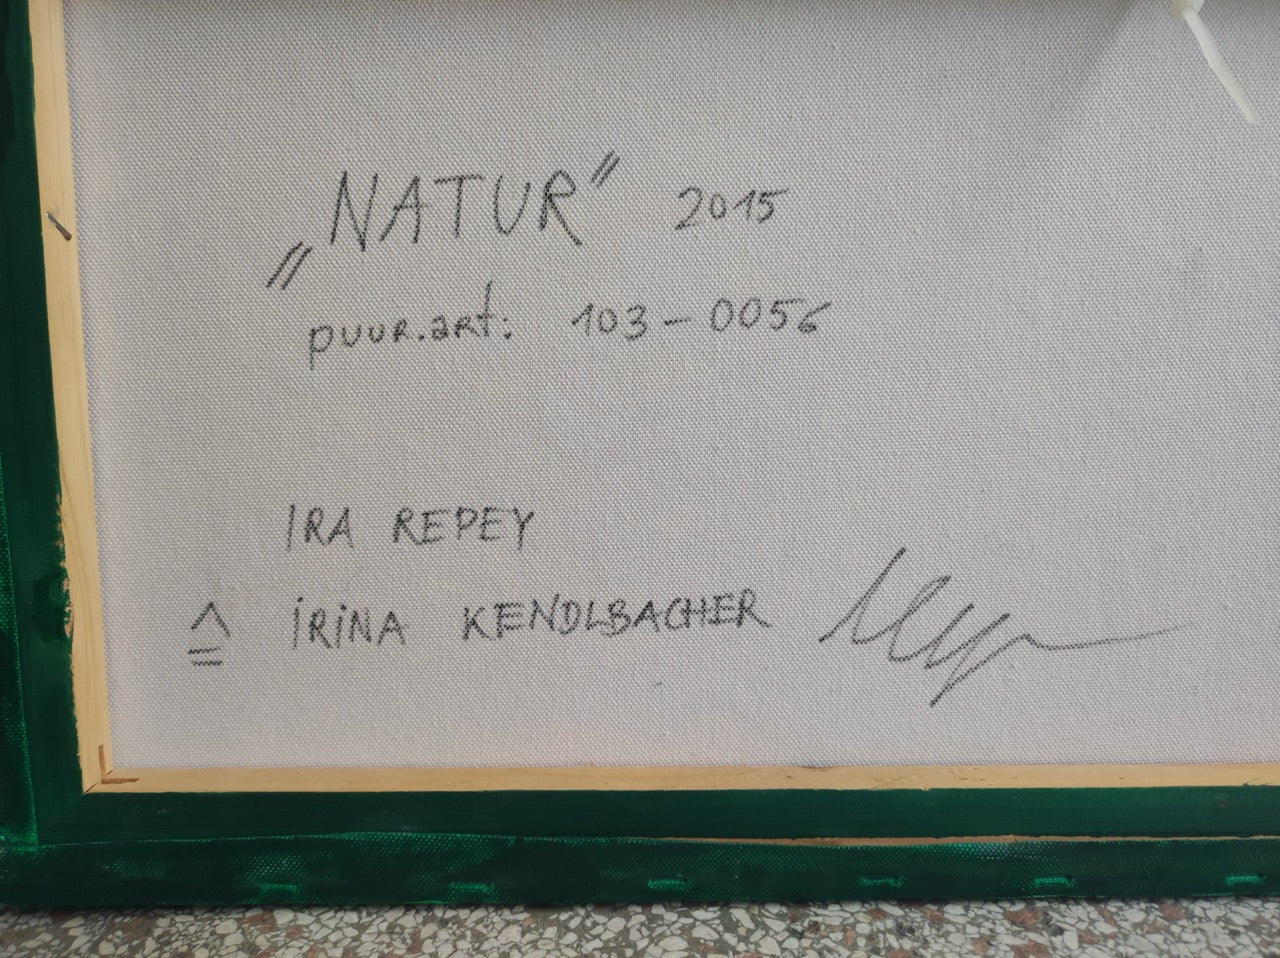 „NATUR“ 2015
puur.art: 103-0056
IRA REPEY
≙ IRINA KENDLBACHER